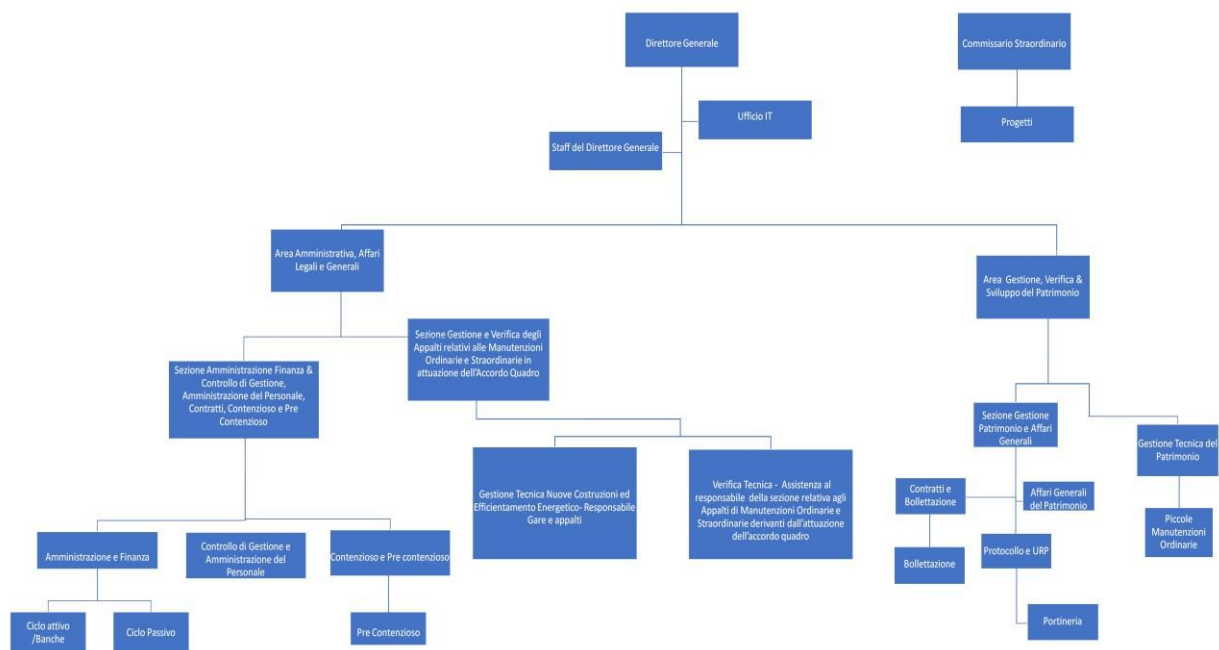 Direttore Generale
Commissario Straordinario
Ufficio IT
Progetti
Staff del Direttore Generale
Area Amministrativa, Affari
Legali e Generali
Area Gestione, Verifica &
Sviluppo del Patrimonio
Sezione Gestione e Verifica degli
Appalti relativi alle Manutenzioni
Ordinarie e Straordinarie in
attuazione dell'Accordo Quadro
Sezione Amministrazione Finanza &
Controllo di Gestione,
Amministrazione del Personale,
Contratti, Contenzioso e Pre
Contenzioso
Sezione Gestione
Patrimonio e Affari
Generali
Gestione Tecnica del
Patrimonio
Gestione Tecnica Nuove Costruzioni ed
Efficientamento Energetico- Responsabile
Gare e appalti
Verifica Tecnica - Assistenza al
responsabile della sezione relativa agli
Appalti di Manutenzioni Ordinarie e
Straordinarie derivanti dall'attuazione
dell'accordo quadro
Contratti e
Bollettazione
Affari Generali
del Patrimonio
Piccole
Manutenzioni
Ordinarie
Amministrazione e Finanza
Controllo di Gestione e
Amministrazione del
Personale
Contenzioso e Pre contenzioso
Bollettazione
Protocollo e URP
Ciclo attivo
/Banche
Ciclo Passivo
Pre Contenzioso
Portineria